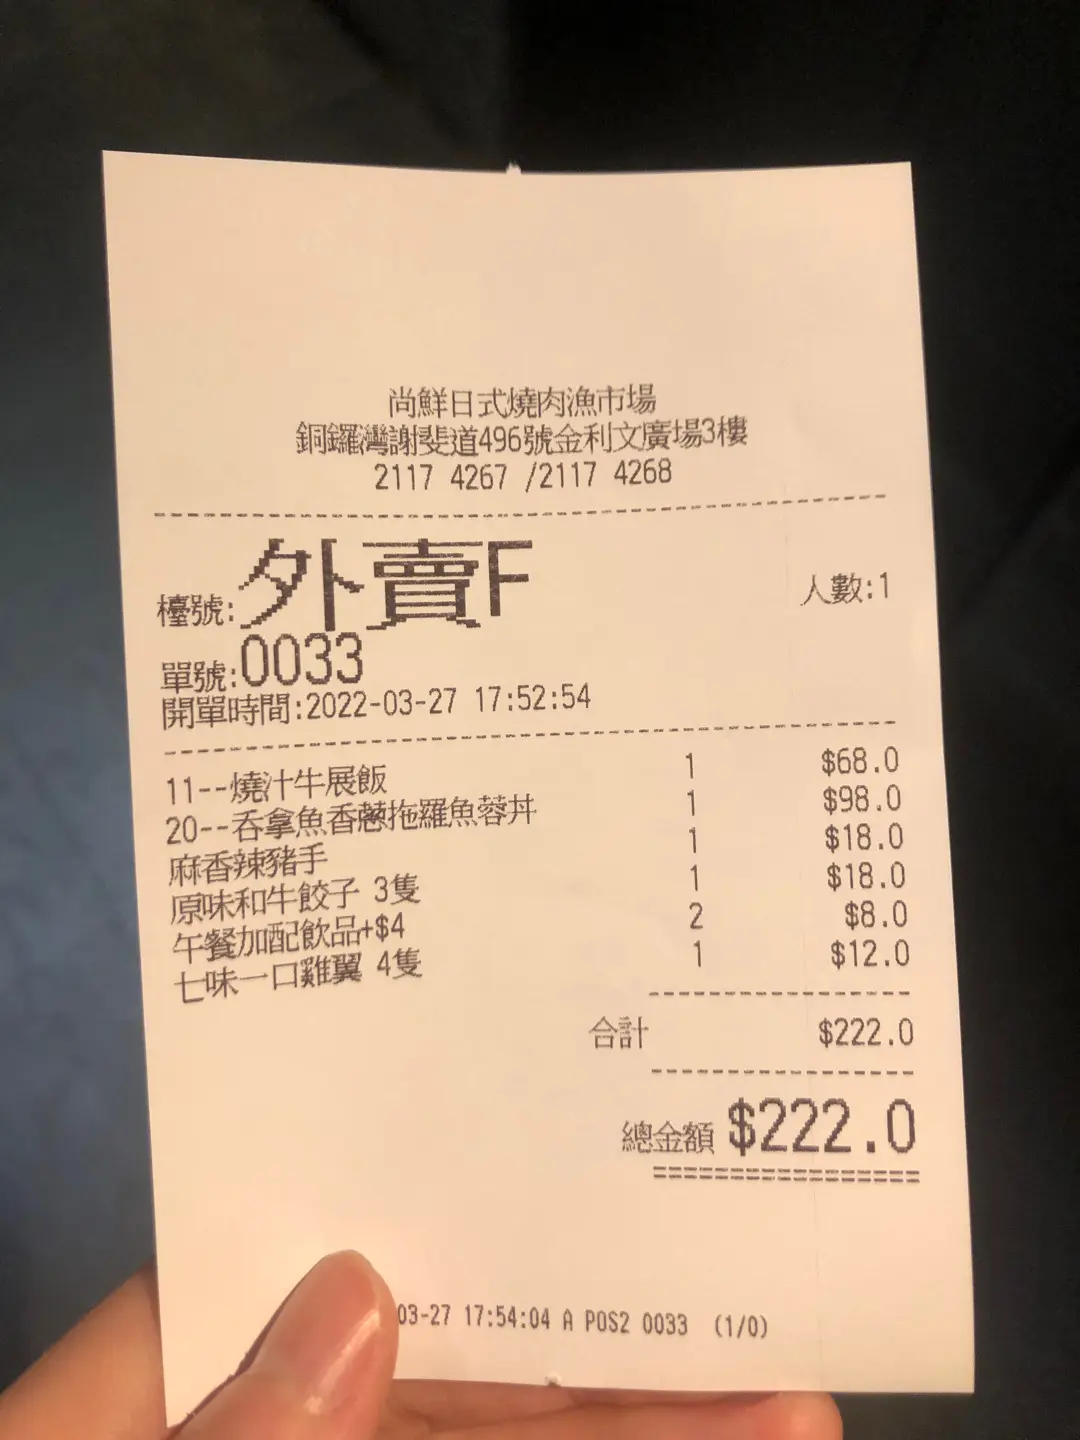 尚鮮日式燒肉漁市場
銅鑼灣謝斐道496號金利文廣場3樓
2117 4267 /2117 4268
檯號:外賣F 人數:1
單號:0033
開單時間:2022-03-27 17:52:54
11--燒汁牛展飯 1 $68.0
20--吞拿魚香蔥拖羅魚蓉丼 1 $98.0
麻香辣豬手 1 $18.0
原味和牛餃子 3隻 1 $18.0
午餐加配飲品+$4 2 $8.0
七味一口雞翼 4隻 1 $12.0
合計 $222.0
總金額 $222.0
03-27 17:54:04 A POS2 0033 (1/0)